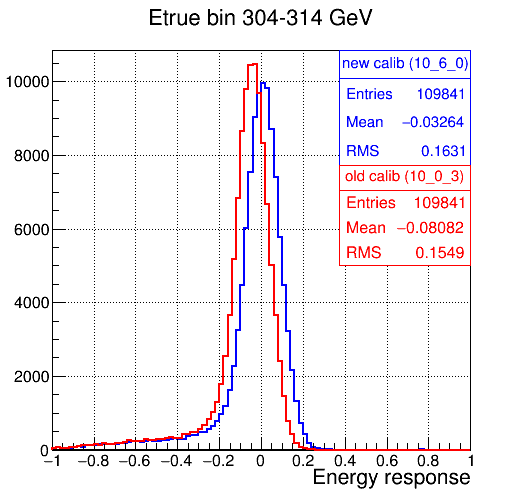 Etrue bin 304-314 GeV
new calib (10_6_0)
Entries 109841
Mean −0.03264
RMS 0.1631
old calib (10_0_3)
Entries 109841
Mean −0.08082
RMS 0.1549
10000
8000
6000
4000
2000
0
−1 −0.8 −0.6 −0.4 −0.2 0 0.2 0.4 0.6 0.8 1
Energy response